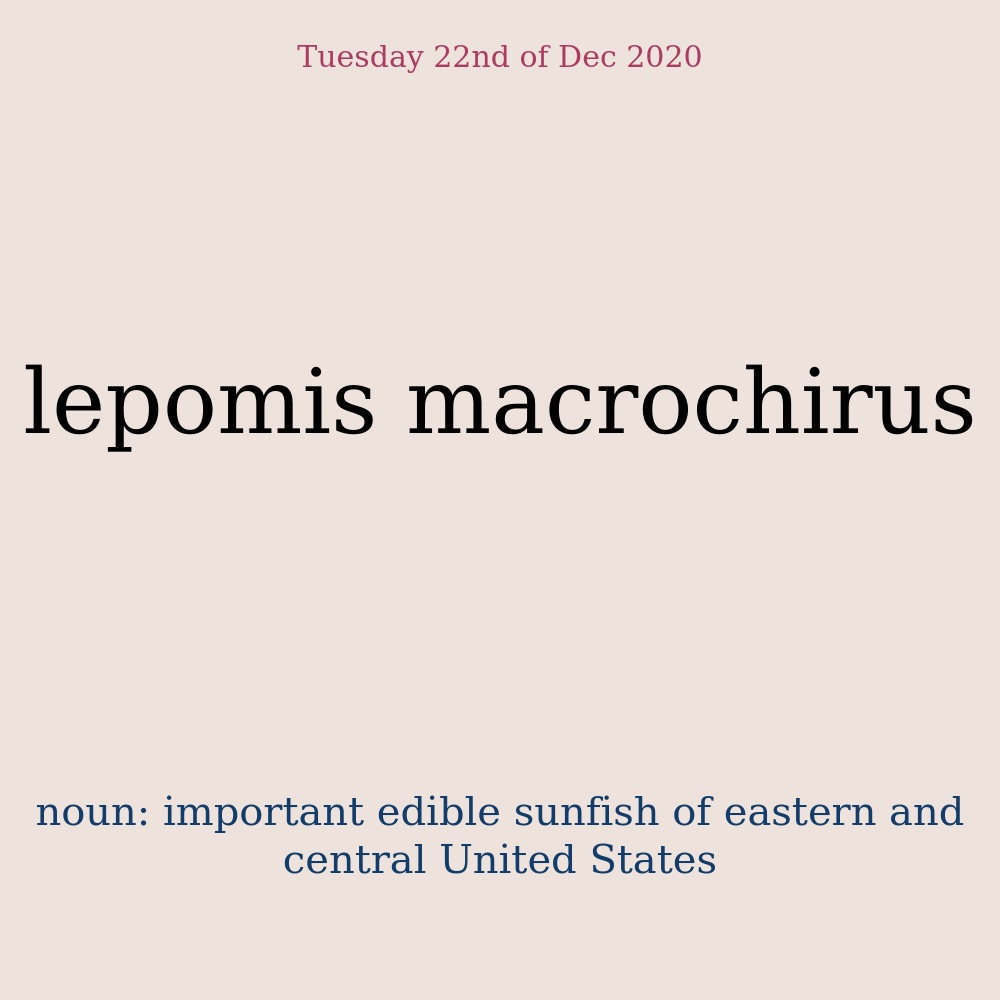 Tuesday 22nd of Dec 2020
lepomis macrochirus
noun: important edible sunfish of eastern and
central United States